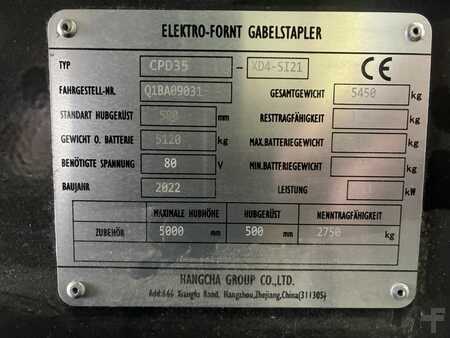 ELEKTRO-FORNT GABELSTAPLER
TYP CPD35 - XD4-SI21 CE
FAHRGESTELL-NR. Q1BA09031 GESAMTGEWICHT 5450 kg
STANDART HUBGERÜST 500 mm RESTTRAGFÄHIGKEIT kg
GEWICHT O. BATTERIE 5120 kg MAX.BATTERIEGEWICHT kg
BENÖTIGTE SPANNUNG 80 V MIN.BATTFERIEGEWICHT kg
BAUJAHR 2022 LEISTUNG kW
MAXIMALE HUBHÖHE HUBGERÜST NENNTRAGFÄHIGKEIT
ZUBEHÖR 5000 mm 500 mm 2750 kg
HANGCHA GROUP CO.,LTD.
Add:666 Xiangfu Road, Hangzhou,Zhejiang,China(311305)